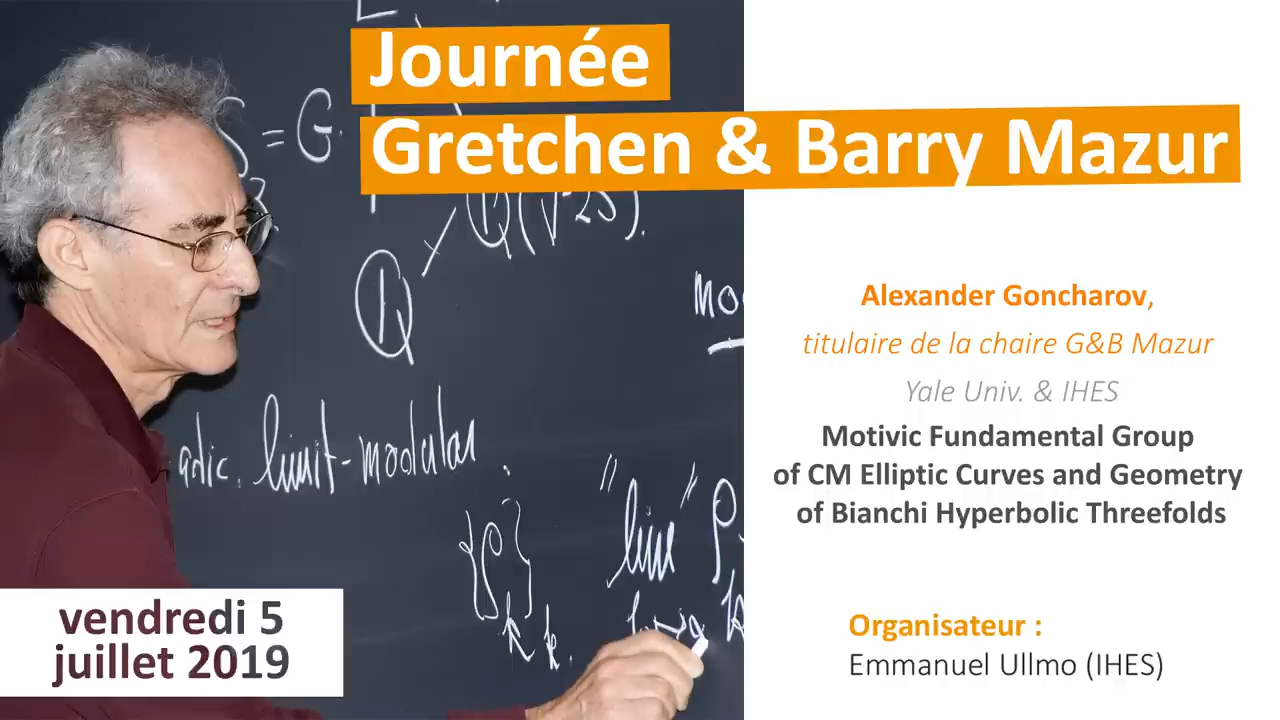 Journée
Gretchen & Barry Mazur
S = G.
Q(√-23).
Q
adic. limit-modular.
"lim" ρ
{ρ }
k k.
Alexander Goncharov,
titulaire de la chaire G&B Mazur
Yale Univ. & IHES
Motivic Fundamental Group
of CM Elliptic Curves and Geometry
of Bianchi Hyperbolic Threefolds
vendredi 5
juillet 2019
Organisateur :
Emmanuel Ullmo (IHES)